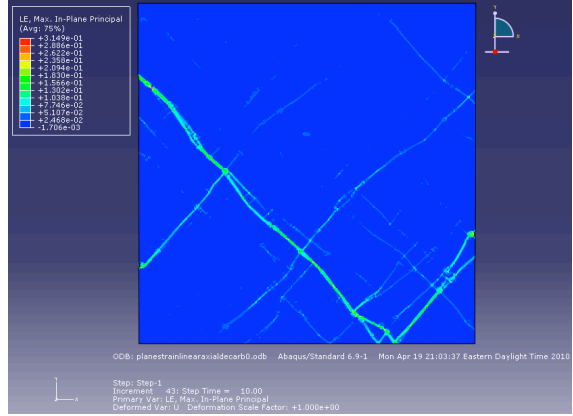 LE, Max. In-Plane Principal
(Avg: 75%)
+3.149e-01
+2.886e-01
+2.622e-01
+2.358e-01
+2.094e-01
+1.830e-01
+1.566e-01
+1.302e-01
+1.038e-01
+7.746e-02
+5.107e-02
+2.468e-02
-1.706e-03
Y
X
ODB: planestrainlineaxialdecarb0.odb Abaqus/Standard 6.9-1 Mon Apr 19 21:03:37 Eastern Daylight Time 2010
Y
X
Step: Step-1
Increment 43: Step Time = 10.00
Primary Var: LE, Max. In-Plane Principal
Deformed Var: U Deformation Scale Factor: +1.000e+00